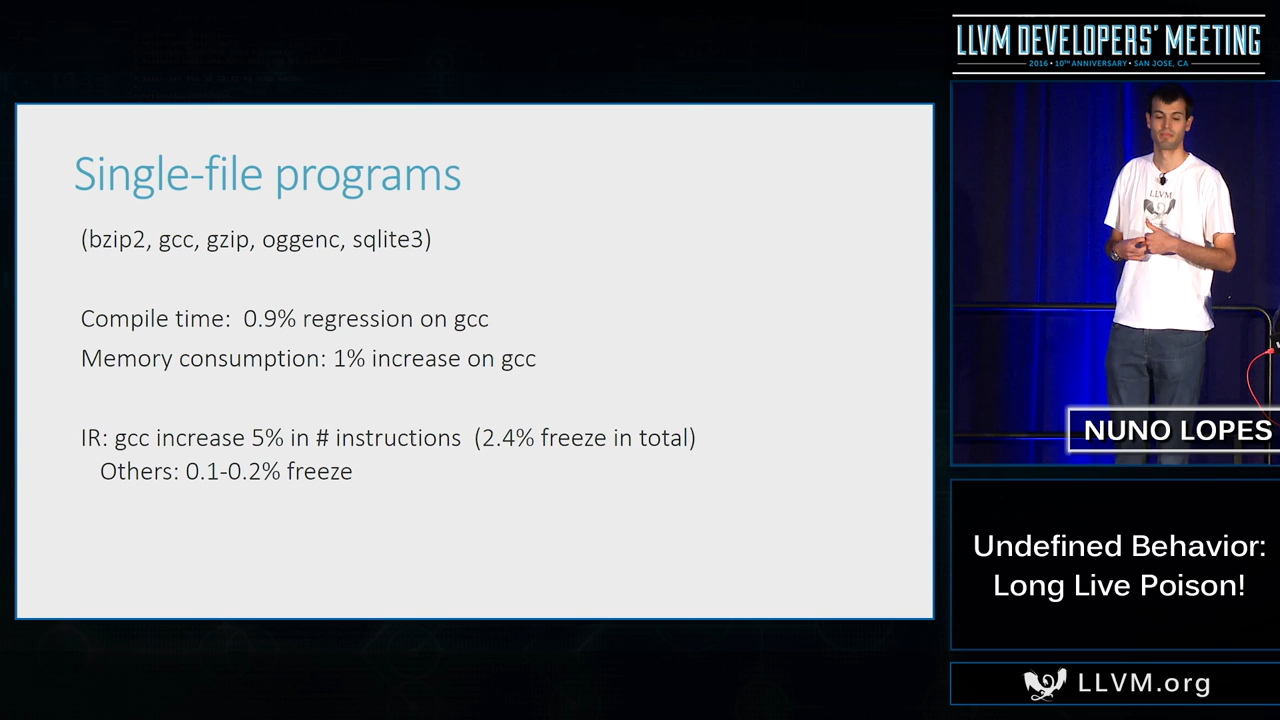 LLVM DEVELOPERS' MEETING
2016 • 10TH ANNIVERSARY • SAN JOSE, CA
Single-file programs
(bzip2, gcc, gzip, oggenc, sqlite3)
Compile time: 0.9% regression on gcc
Memory consumption: 1% increase on gcc
IR: gcc increase 5% in # instructions (2.4% freeze in total)
Others: 0.1-0.2% freeze
LLVM
NUNO LOPES
Undefined Behavior:
Long Live Poison!
LLVM.org